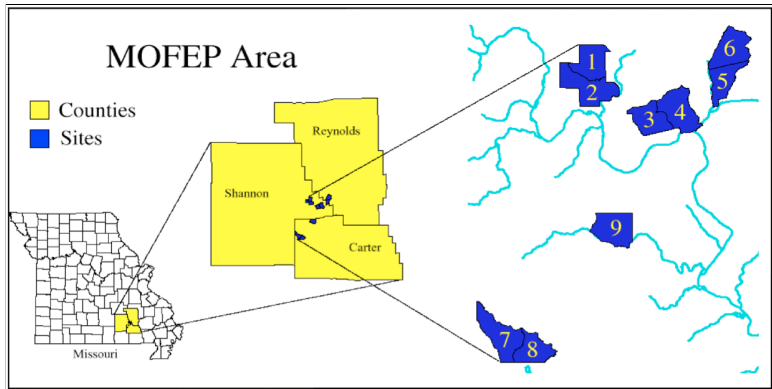 MOFEP Area
Counties
Sites
Reynolds
Shannon
Carter
Missouri
1
2
3
4
5
6
7
8
9